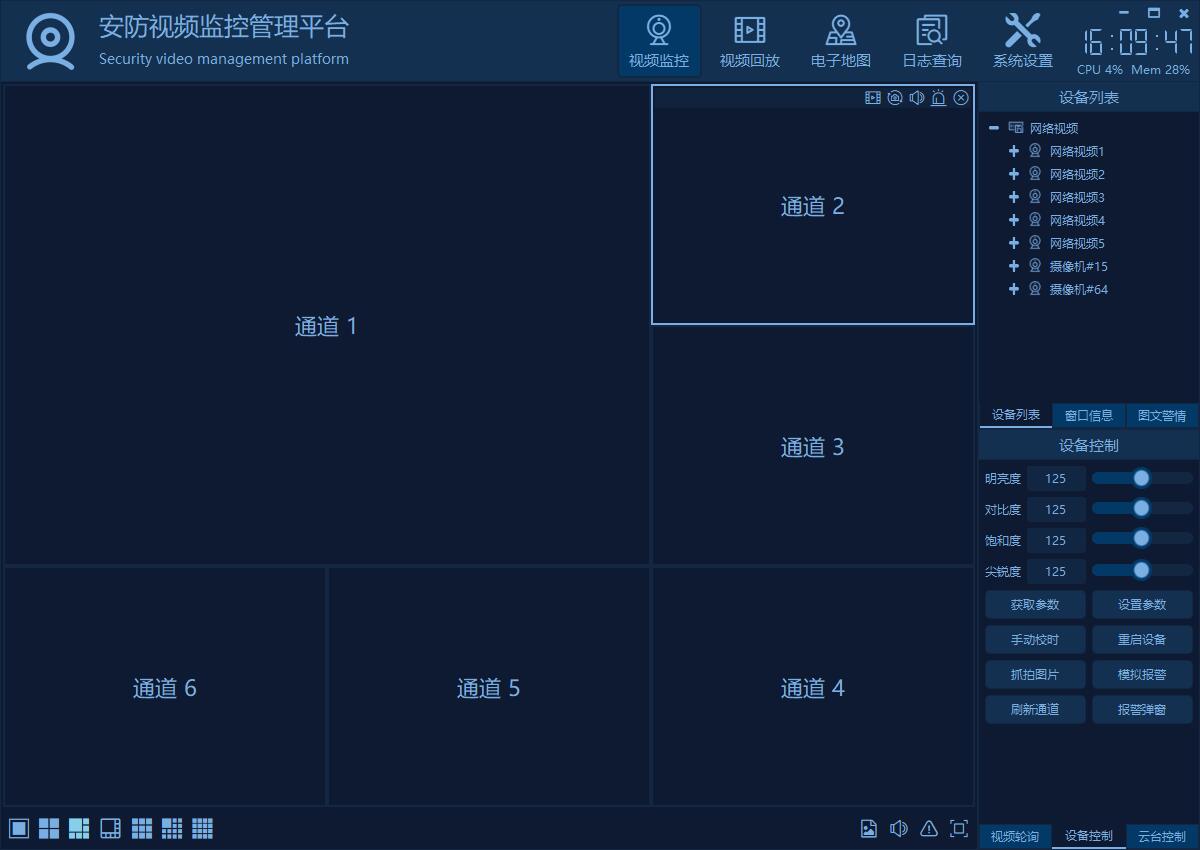 安防视频监控管理平台
Security video management platform
视频监控
视频回放
电子地图
日志查询
系统设置
16:09:47
CPU 4% Mem 28%
通道 1
通道 2
通道 3
通道 6
通道 5
通道 4
设备列表
网络视频
网络视频1
网络视频2
网络视频3
网络视频4
网络视频5
摄像机#15
摄像机#64
设备列表 窗口信息 图文警情
设备控制
明亮度 125
对比度 125
饱和度 125
尖锐度 125
获取参数 设置参数
手动校时 重启设备
抓拍图片 模拟报警
刷新通道 报警弹窗
视频轮询 设备控制 云台控制